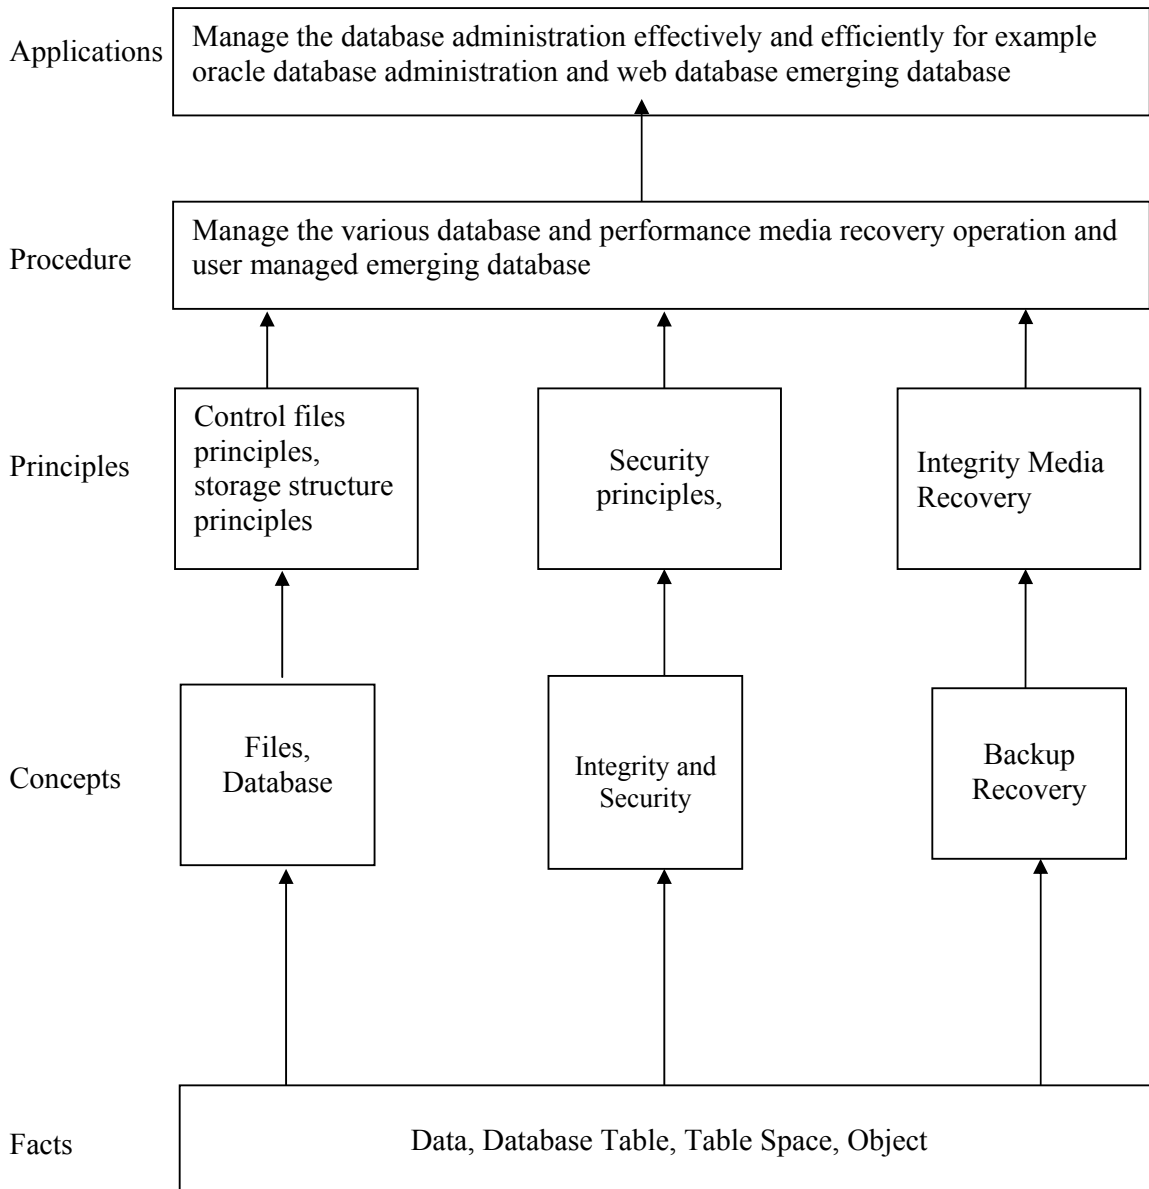 Applications
Manage the database administration effectively and efficiently for example
oracle database administration and web database emerging database
Procedure
Manage the various database and performance media recovery operation and
user managed emerging database
Principles
Control files
principles,
storage structure
principles
Security
principles,
Integrity Media
Recovery
Concepts
Files,
Database
Integrity and
Security
Backup
Recovery
Facts
Data, Database Table, Table Space, Object